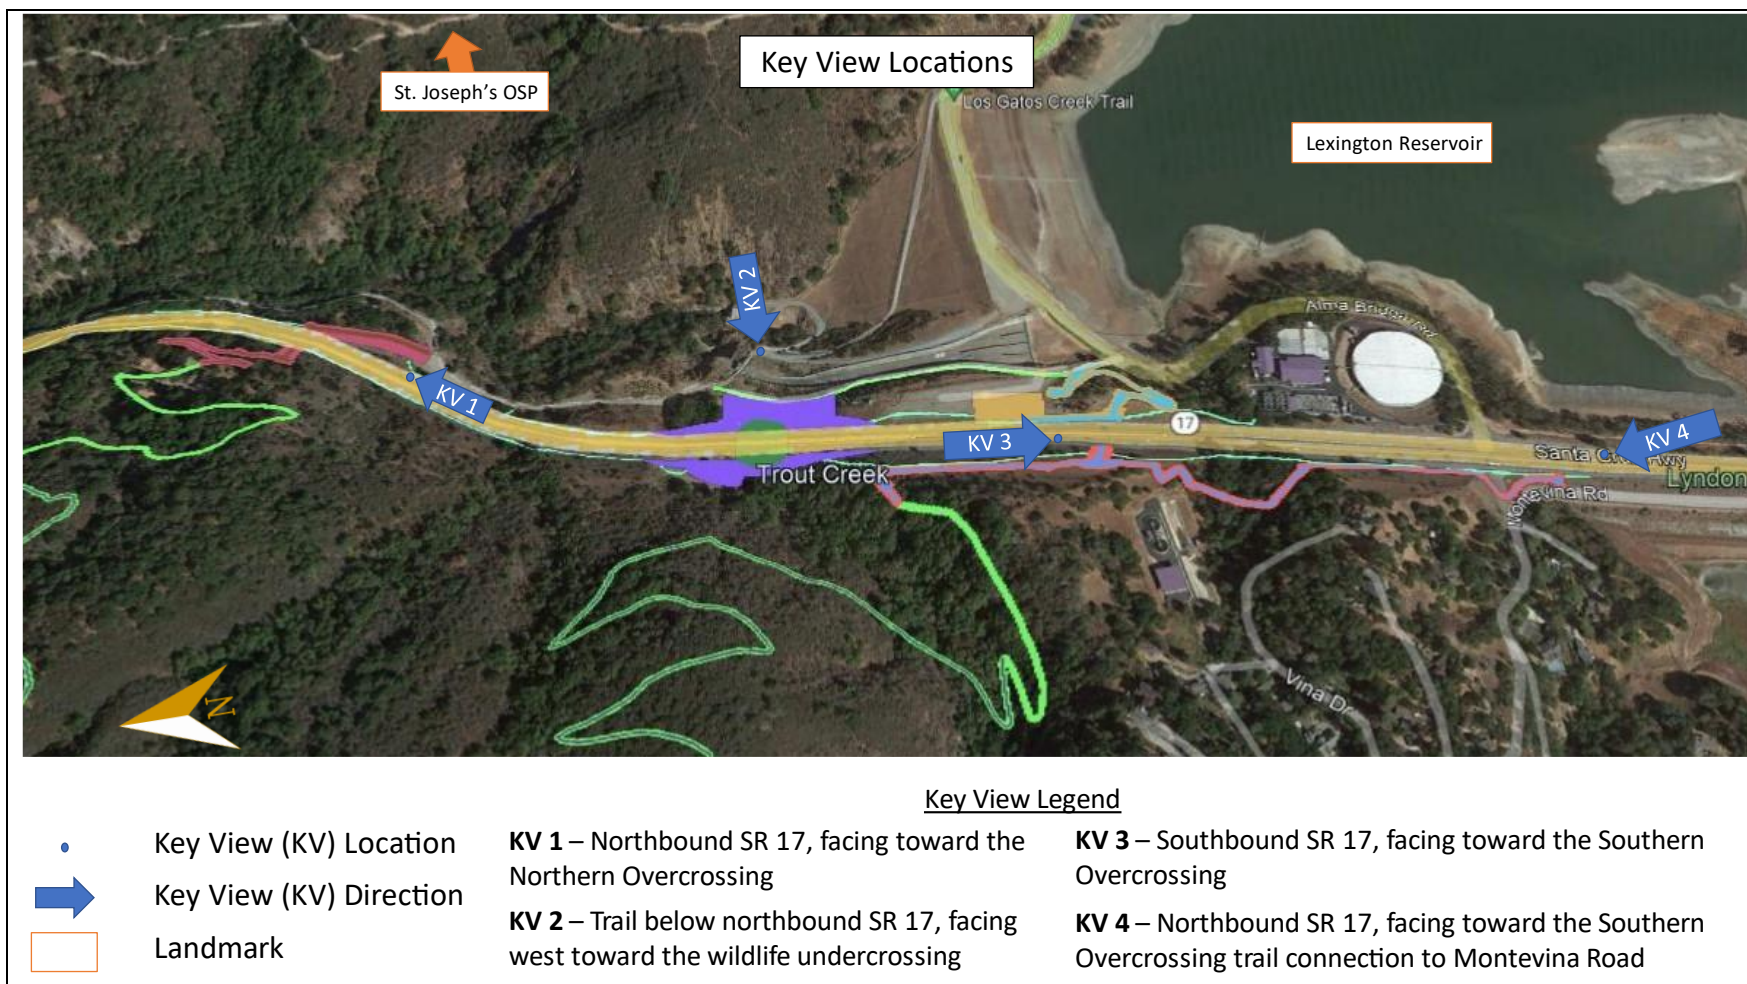 Key View Locations
St. Joseph's OSP
Los Gatos Creek Trail
Lexington Reservoir
KV 2
Alma Bridge Rd
KV 1
KV 3
17
KV 4
Santa Cruz Hwy
Trout Creek
Lyndon
Montevina Rd
Vina Dr
N
Key View Legend
Key View (KV) Location
Key View (KV) Direction
Landmark
KV 1 – Northbound SR 17, facing toward the
Northern Overcrossing
KV 2 – Trail below northbound SR 17, facing
west toward the wildlife undercrossing
KV 3 – Southbound SR 17, facing toward the Southern
Overcrossing
KV 4 – Northbound SR 17, facing toward the Southern
Overcrossing trail connection to Montevina Road